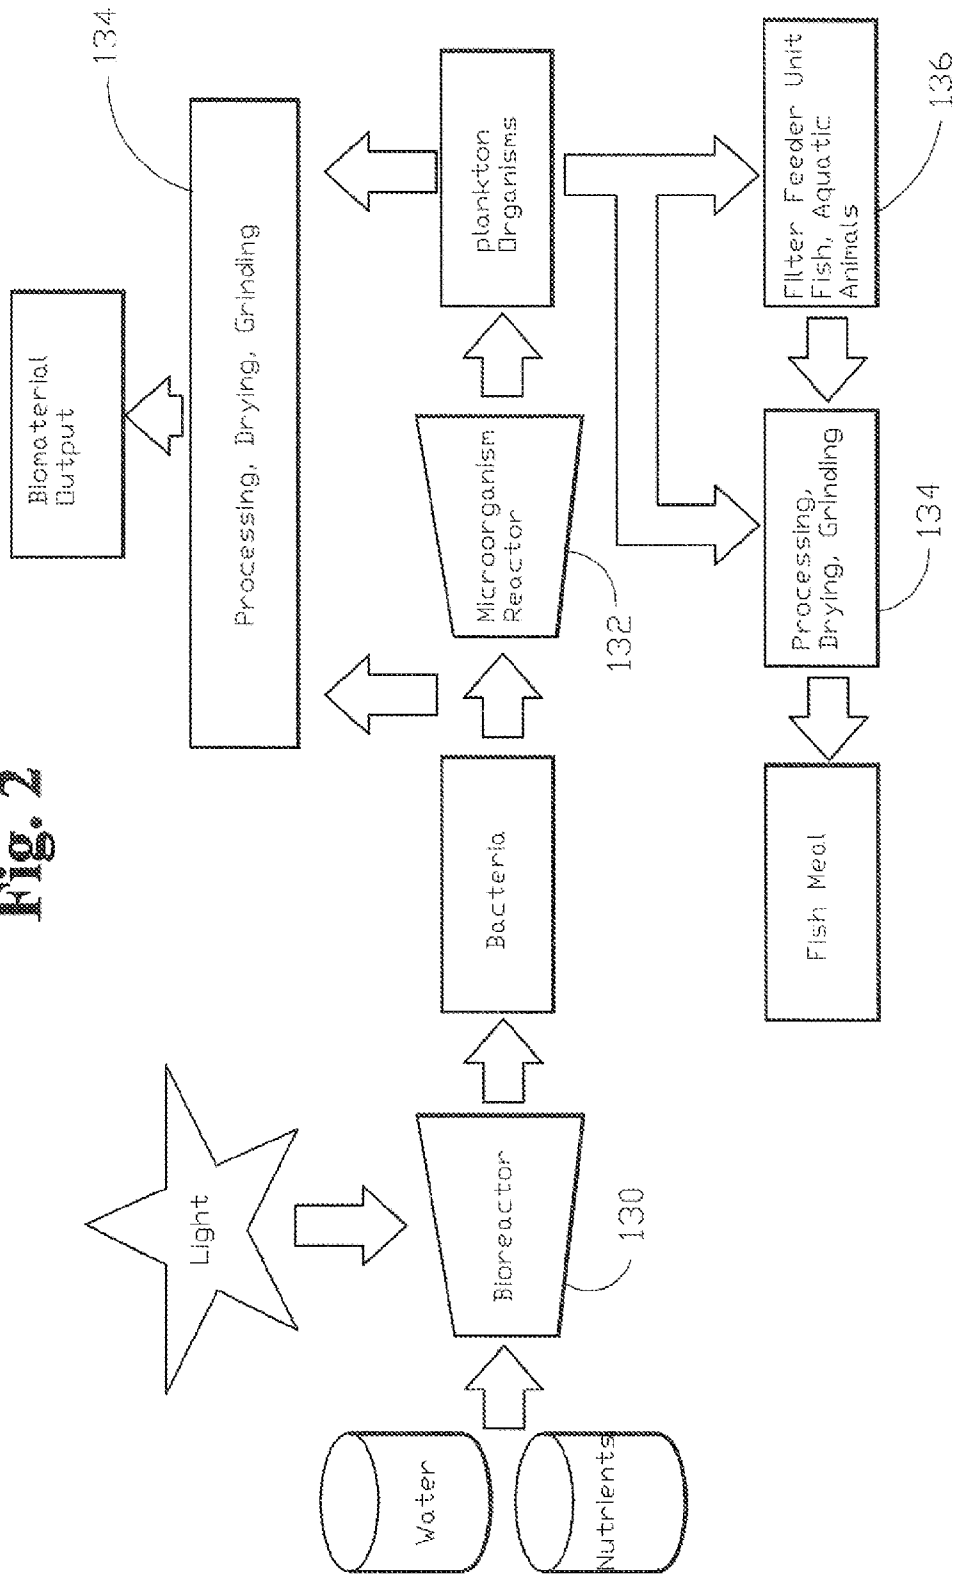 Fig. 2
Light
Water
Nutrients
Bioreactor
130
Bacteria
Microorganism
Reactor
132
plankton
Organisms
Processing, Drying, Grinding
134
Biomaterial
Output
Filter Feeder Unit
Fish, Aquatic
Animals
136
Processing,
Drying, Grinding
134
Fish Meal